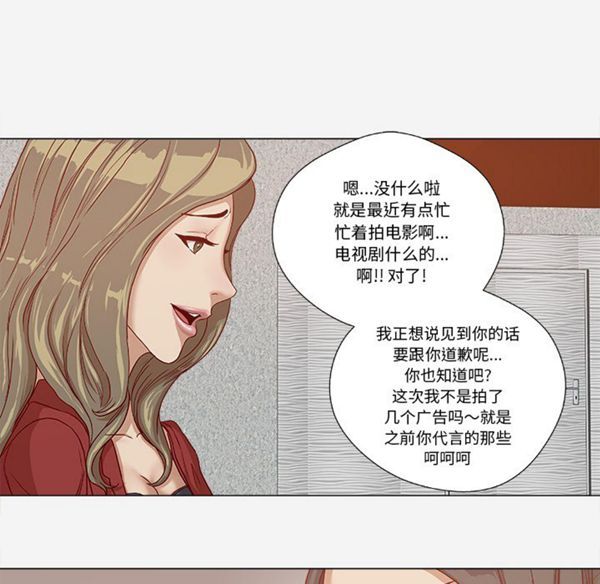 嗯...没什么啦
就是最近有点忙
忙着拍电影啊...
电视剧什么的...
啊!! 对了!
我正想说见到你的话
要跟你道歉呢...
你也知道吧?
这次我不是拍了
几个广告吗～就是
之前你代言的那些
呵呵呵